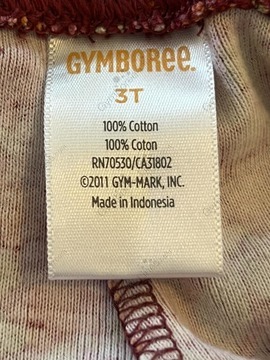 GYMBOREE.
3T
100% Cotton
100% Coton
RN70530/CA31802
©2011 GYM-MARK, INC.
Made in Indonesia